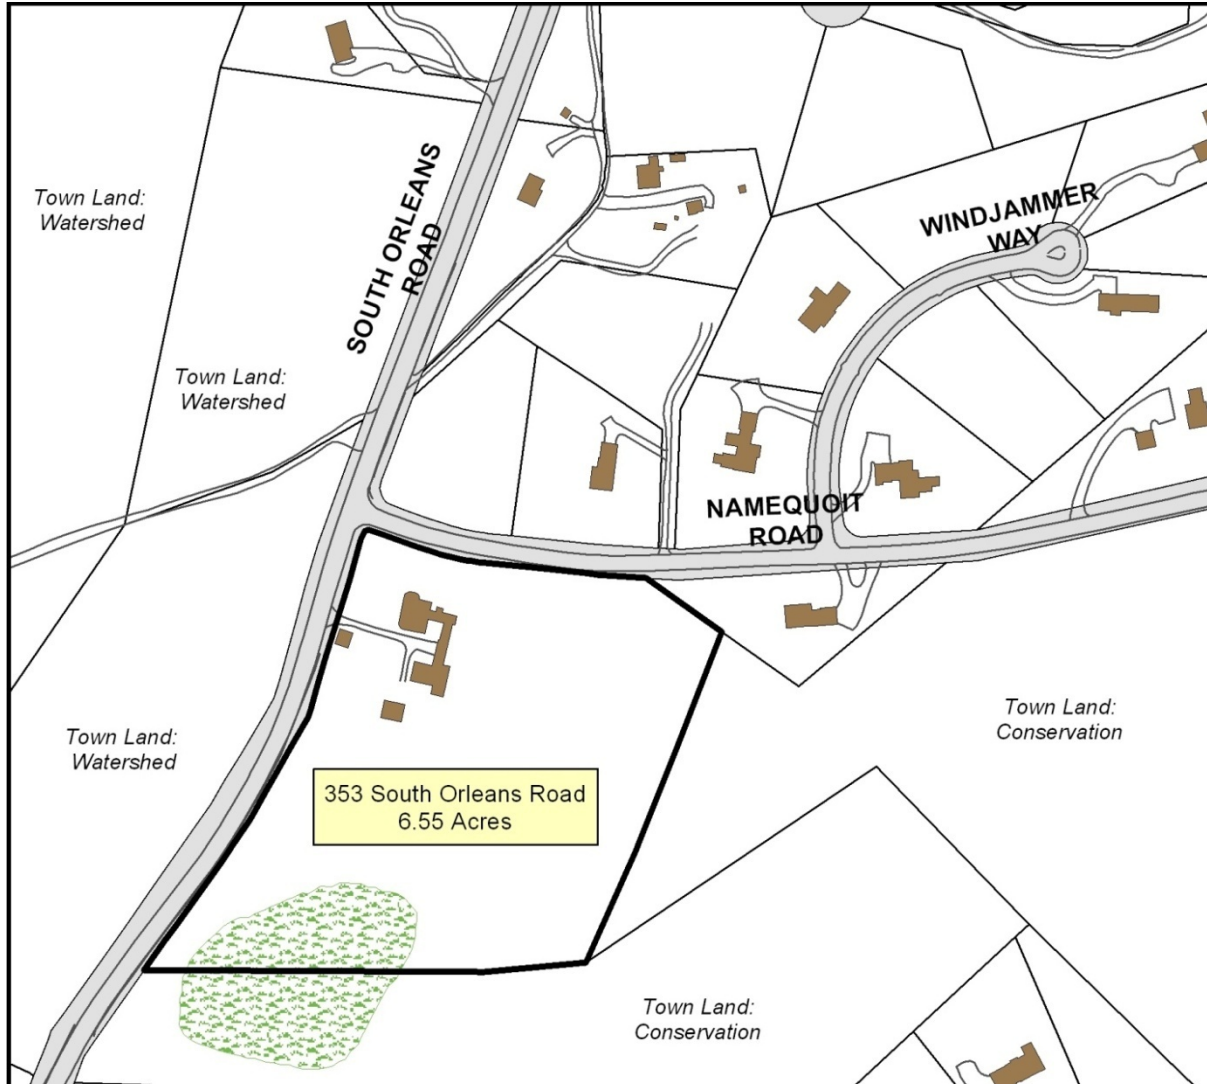 Town Land:
Watershed
SOUTH ORLEANS
ROAD
WINDJAMMER
WAY
Town Land:
Watershed
NAMEQUOIT
ROAD
Town Land:
Watershed
Town Land:
Conservation
353 South Orleans Road
6.55 Acres
Town Land:
Conservation